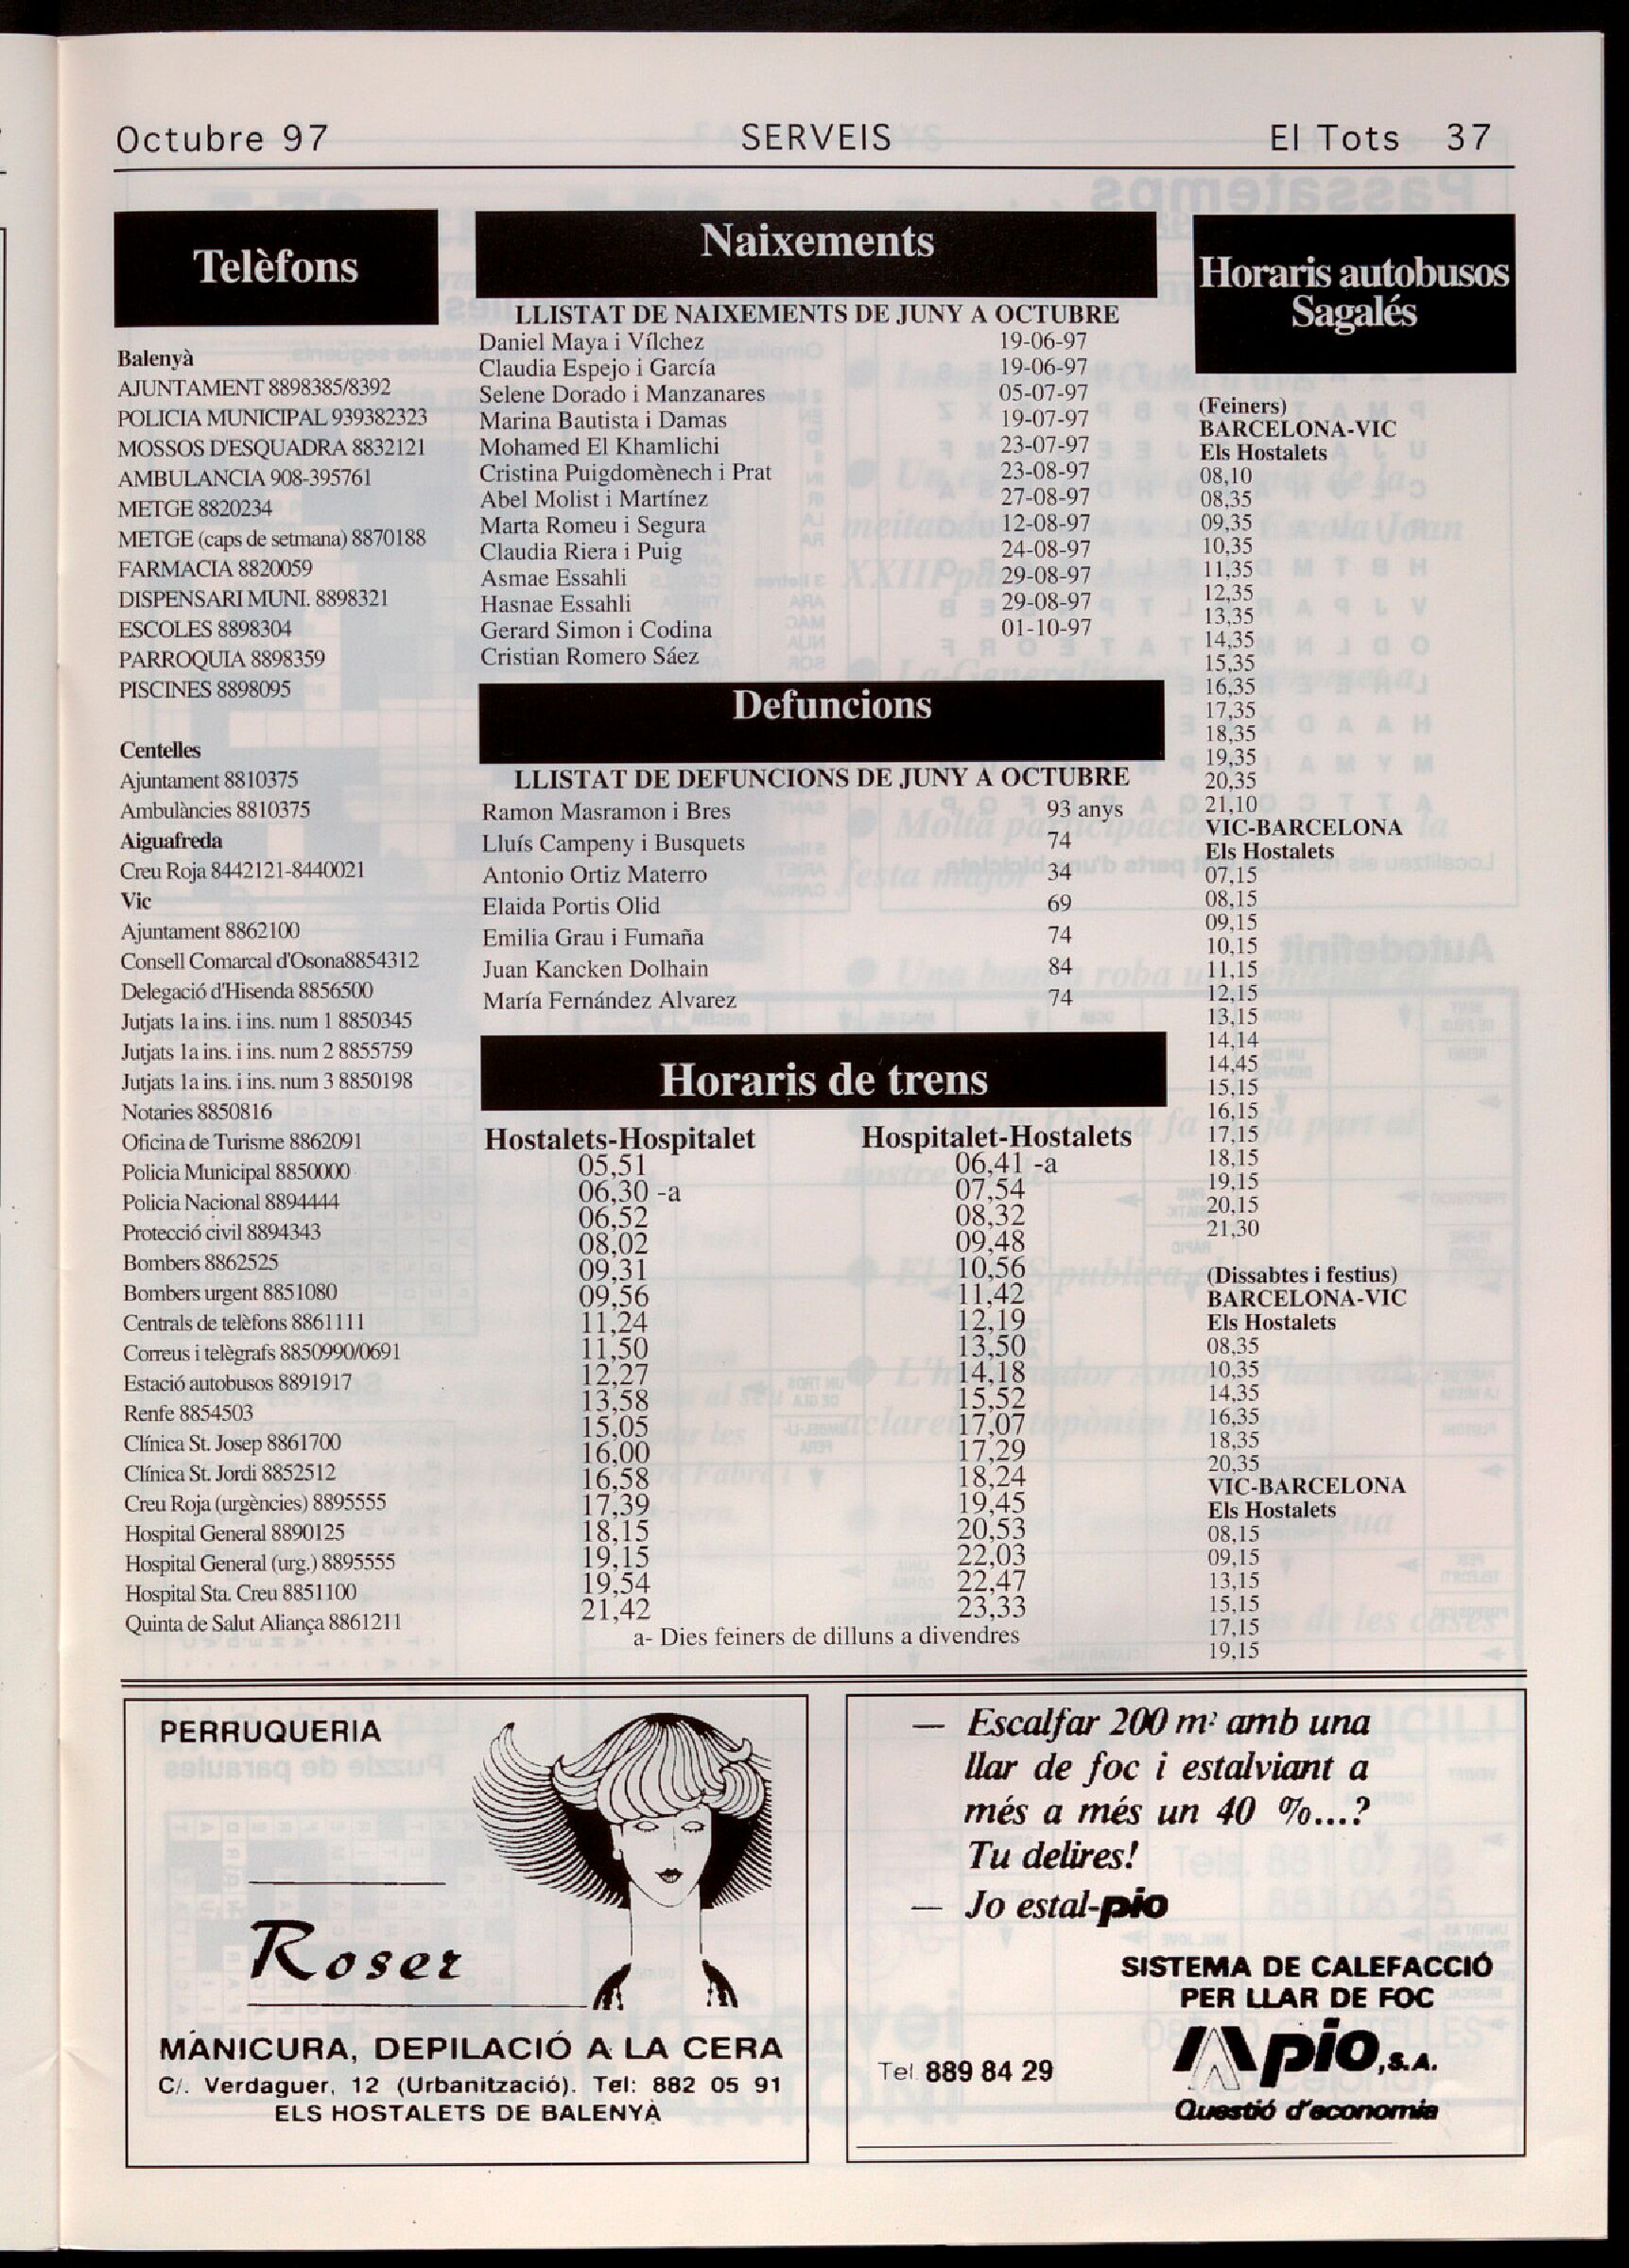 Octubre 97 SERVEIS El Tots 37
Telèfons
Balenyà
AJUNTAMENT 8898385/8392
POLICIA MUNICIPAL 939382323
MOSSOS D'ESQUADRA 8832121
AMBULANCIA 908-395761
METGE 8820234
METGE (caps de setmana) 8870188
FARMACIA 8820059
DISPENSARI MUNI. 8898321
ESCOLES 8898304
PARROQUIA 8898359
PISCINES 8898095
Centelles
Ajuntament 8810375
Ambulàncies 8810375
Aiguafreda
Creu Roja 8442121-8440021
Vic
Ajuntament 8862100
Consell Comarcal d'Osona8854312
Delegació d'Hisenda 8856500
Jutjats 1a ins. i ins. num 1 8850345
Jutjats 1a ins. i ins. num 2 8855759
Jutjats 1a ins. i ins. num 3 8850198
Notaries 8850816
Oficina de Turisme 8862091
Policia Municipal 8850000
Policia Nacional 8894444
Protecció civil 8894343
Bombers 8862525
Bombers urgent 8851080
Centrals de telèfons 8861111
Correus i telègrafs 8850990/0691
Estació autobusos 8891917
Renfe 8854503
Clínica St. Josep 8861700
Clínica St. Jordi 8852512
Creu Roja (urgències) 8895555
Hospital General 8890125
Hospital General (urg.) 8895555
Hospital Sta. Creu 8851100
Quinta de Salut Aliança 8861211
Naixements
LLISTAT DE NAIXEMENTS DE JUNY A OCTUBRE
Daniel Maya i Vílchez 19-06-97
Claudia Espejo i García 19-06-97
Selene Dorado i Manzanares 05-07-97
Marina Bautista i Damas 19-07-97
Mohamed El Khamlichi 23-07-97
Cristina Puigdomènech i Prat 23-08-97
Abel Molist i Martínez 27-08-97
Marta Romeu i Segura 12-08-97
Claudia Riera i Puig 24-08-97
Asmae Essahli 29-08-97
Hasnae Essahli 29-08-97
Gerard Simon i Codina 01-10-97
Cristian Romero Sáez
Defuncions
LLISTAT DE DEFUNCIONS DE JUNY A OCTUBRE
Ramon Masramon i Bres 93 anys
Lluís Campeny i Busquets 74
Antonio Ortiz Materro 34
Elaida Portis Olid 69
Emilia Grau i Fumaña 74
Juan Kancken Dolhain 84
María Fernández Alvarez 74
Horaris de trens
Hostalets-Hospitalet Hospitalet-Hostalets
05,51 06,41 -a
06,30 -a 07,54
06,52 08,32
08,02 09,48
09,31 10,56
09,56 11,42
11,24 12,19
11,50 13,50
12,27 14,18
13,58 15,52
15,05 17,07
16,00 17,29
16,58 18,24
17,39 19,45
18,15 20,53
19,15 22,03
19,54 22,47
21,42 23,33
a- Dies feiners de dilluns a divendres
Horaris autobusos
Sagalés
(Feiners)
BARCELONA-VIC
Els Hostalets
08,10
08,35
09,35
10,35
11,35
12,35
13,35
14,35
15,35
16,35
17,35
18,35
19,35
20,35
21,10
VIC-BARCELONA
Els Hostalets
07,15
08,15
09,15
10,15
11,15
12,15
13,15
14,14
14,45
15,15
16,15
17,15
18,15
19,15
20,15
21,30
(Dissabtes i festius)
BARCELONA-VIC
Els Hostalets
08,35
10,35
14,35
16,35
18,35
20,35
VIC-BARCELONA
Els Hostalets
08,15
09,15
13,15
15,15
17,15
19,15
PERRUQUERIA
Roser
MANICURA, DEPILACIÓ A LA CERA
C/. Verdaguer, 12 (Urbanització). Tel: 882 05 91
ELS HOSTALETS DE BALENYÀ
— Escalfar 200 m² amb una
llar de foc i estalviant a
més a més un 40 %...?
Tu delires!
— Jo estal-pio
SISTEMA DE CALEFACCIÓ
PER LLAR DE FOC
pio,S.A.
Tel. 889 84 29
Questió d'economia